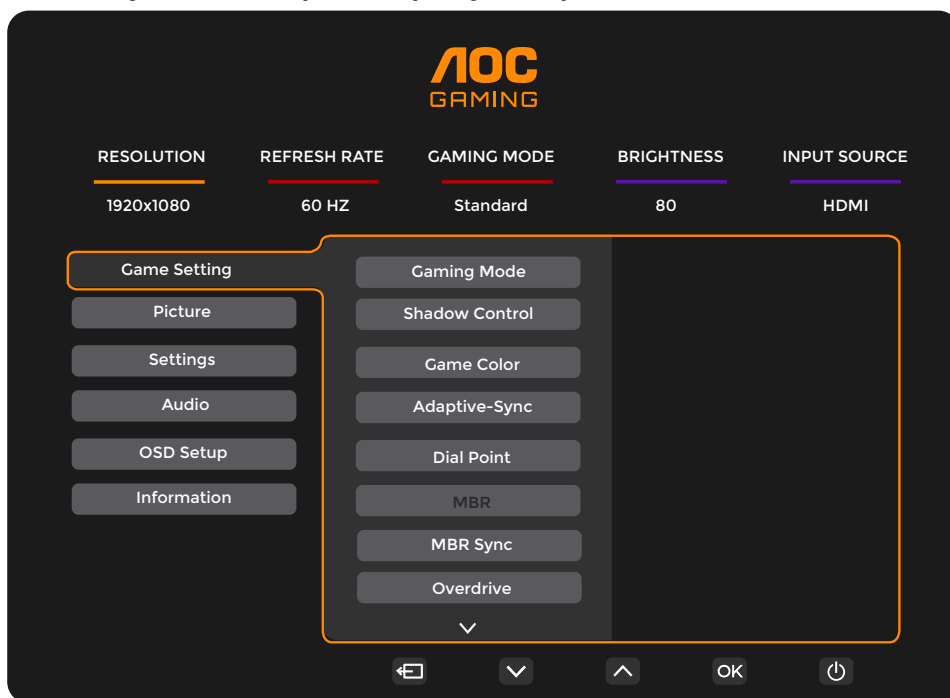 AOC
GAMING
RESOLUTION REFRESH RATE GAMING MODE BRIGHTNESS INPUT SOURCE
1920x1080 60 HZ Standard 80 HDMI
Game Setting
Picture
Settings
Audio
OSD Setup
Information
Gaming Mode
Shadow Control
Game Color
Adaptive-Sync
Dial Point
MBR
MBR Sync
Overdrive
OK